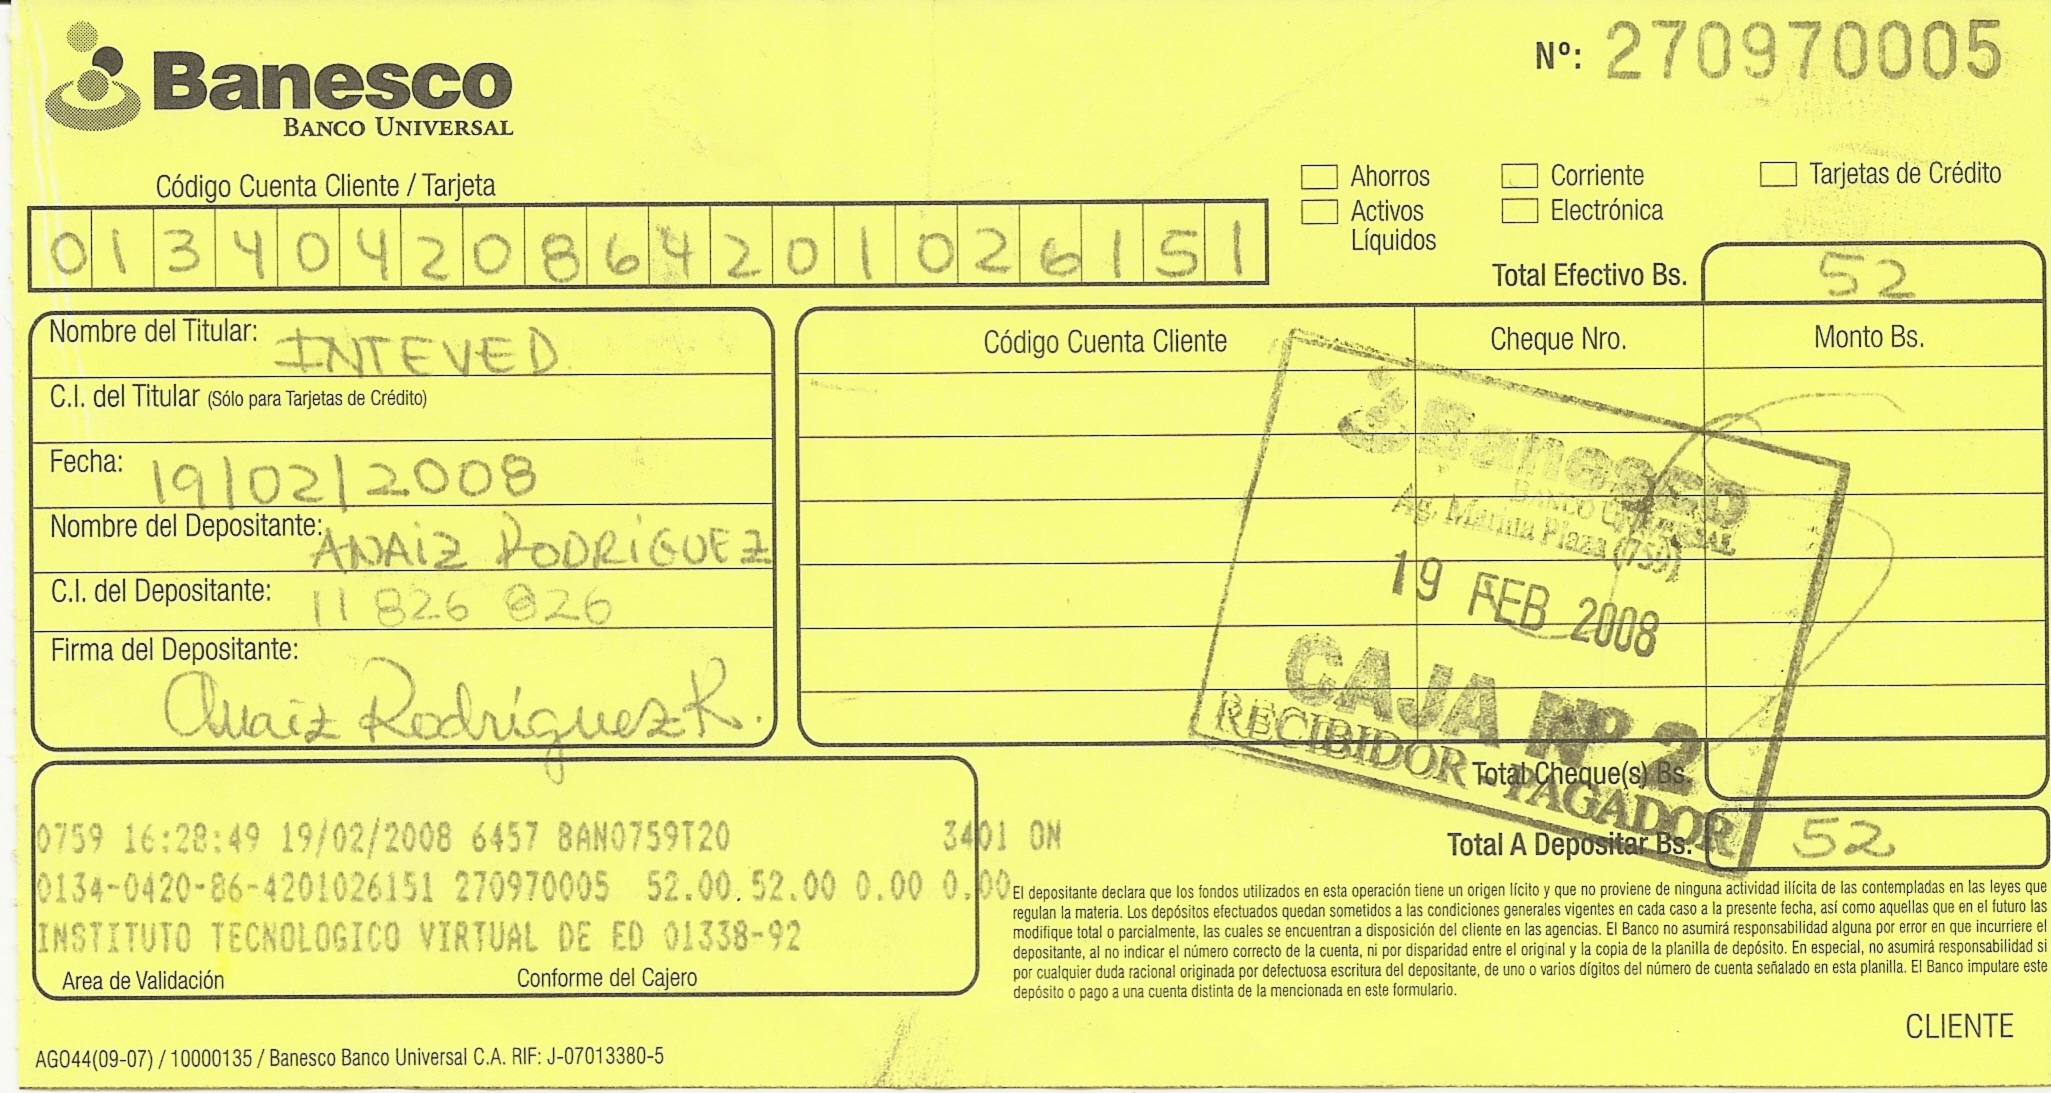 Banesco
BANCO UNIVERSAL
Nº: 270970005
Código Cuenta Cliente / Tarjeta
01340420864201026151
Ahorros
Corriente
Tarjetas de Crédito
Activos Líquidos
Electrónica
Total Efectivo Bs. 52
Nombre del Titular: INTEVED
C.I. del Titular (Sólo para Tarjetas de Crédito)
Fecha: 19/02/2008
Nombre del Depositante: ANAIZ RODRÍGUEZ
C.I. del Depositante: 11 826 826
Firma del Depositante:
Anaiz Rodríguez R.
Código Cuenta Cliente
Cheque Nro.
Monto Bs.
Banesco
BANCO UNIVERSAL
Ag. Marina Plaza (759)
19 FEB 2008
CAJA Nº 2
RECIBIDOR - PAGADOR
Total Cheque(s) Bs.
Total A Depositar Bs. 52
0759 16:28:49 19/02/2008 6457 BAN0759T20 3401 ON
0134-0420-86-4201026151 270970005 52.00 52.00 0.00 0.00
INSTITUTO TECNOLOGICO VIRTUAL DE ED 01338-92
Area de Validación
Conforme del Cajero
El depositante declara que los fondos utilizados en esta operación tiene un origen lícito y que no proviene de ninguna actividad ilícita de las contempladas en las leyes que
regulan la materia. Los depósitos efectuados quedan sometidos a las condiciones generales vigentes en cada caso a la presente fecha, así como aquellas que en el futuro las
modifique total o parcialmente, las cuales se encuentran a disposición del cliente en las agencias. El Banco no asumirá responsabilidad alguna por error en que incurriere el
depositante, al no indicar el número correcto de la cuenta, ni por disparidad entre el original y la copia de la planilla de depósito. En especial, no asumirá responsabilidad si
por cualquier duda racional originada por defectuosa escritura del depositante, de uno o varios dígitos del número de cuenta señalado en esta planilla. El Banco imputare este
depósito o pago a una cuenta distinta de la mencionada en este formulario.
CLIENTE
AGO44(09-07) / 10000135 / Banesco Banco Universal C.A. RIF: J-07013380-5